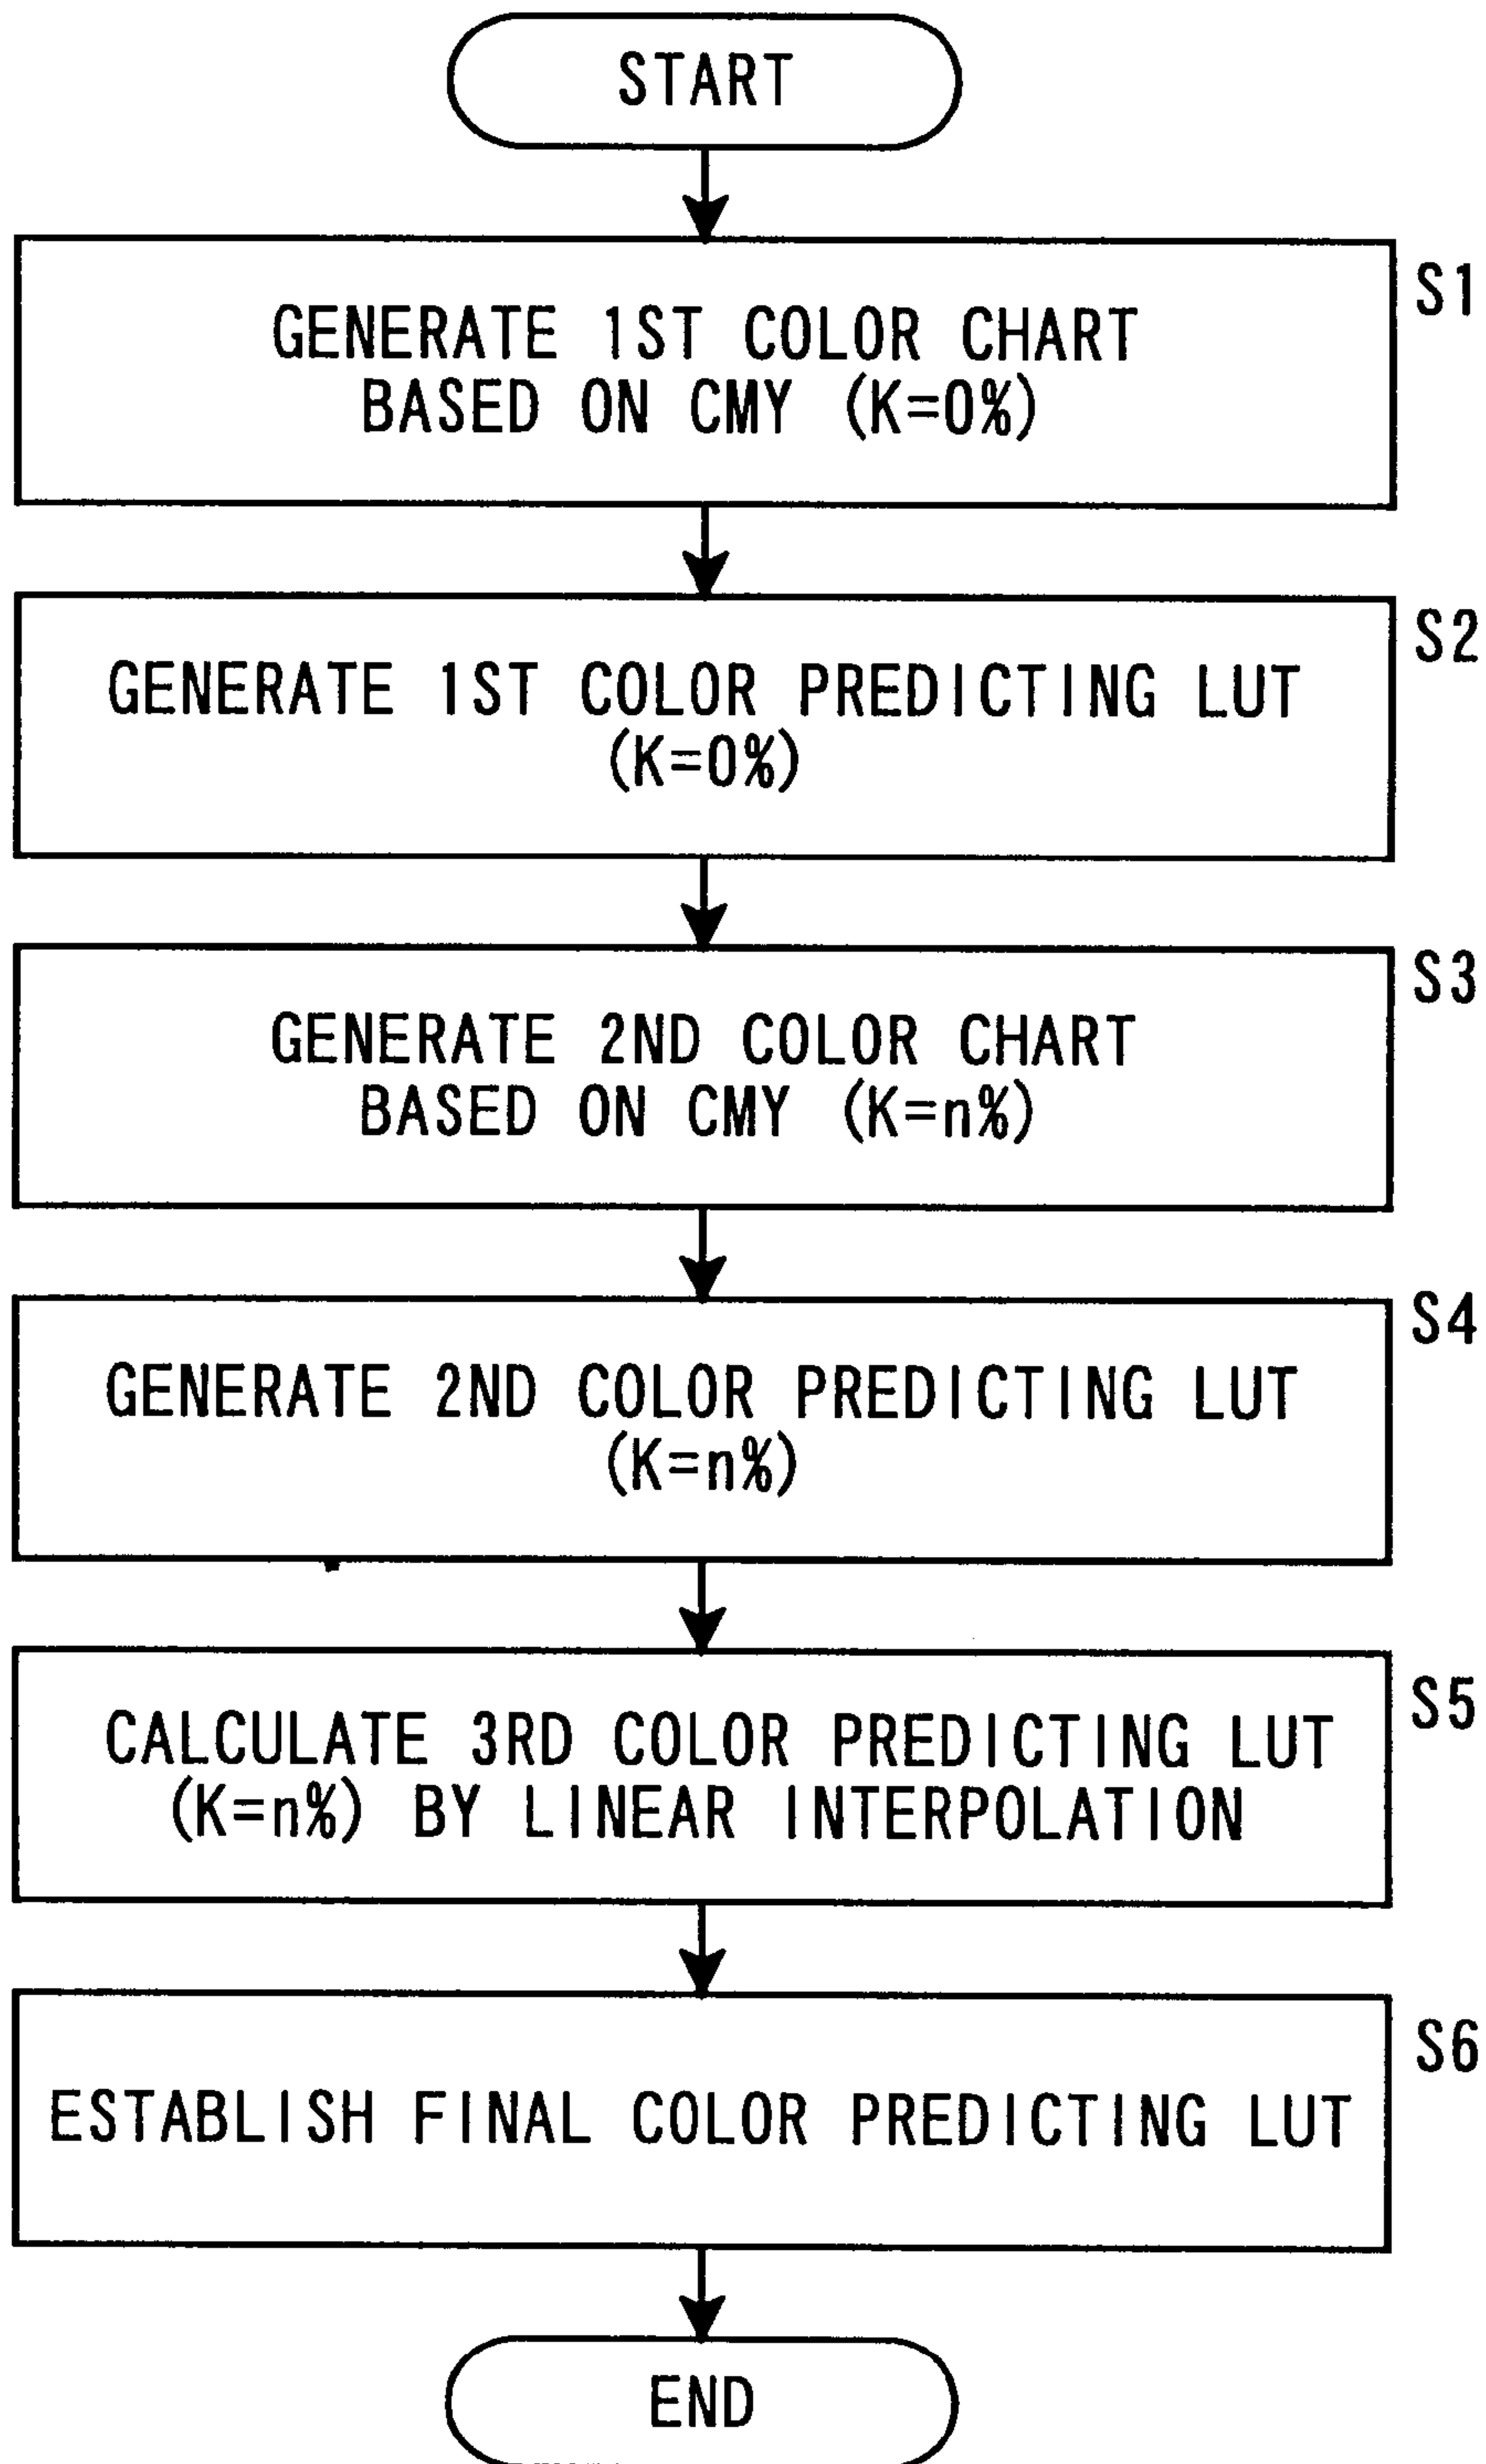 START
S1
GENERATE 1ST COLOR CHART
BASED ON CMY (K=0%)
S2
GENERATE 1ST COLOR PREDICTING LUT
(K=0%)
S3
GENERATE 2ND COLOR CHART
BASED ON CMY (K=n%)
S4
GENERATE 2ND COLOR PREDICTING LUT
(K=n%)
S5
CALCULATE 3RD COLOR PREDICTING LUT
(K=n%) BY LINEAR INTERPOLATION
S6
ESTABLISH FINAL COLOR PREDICTING LUT
END